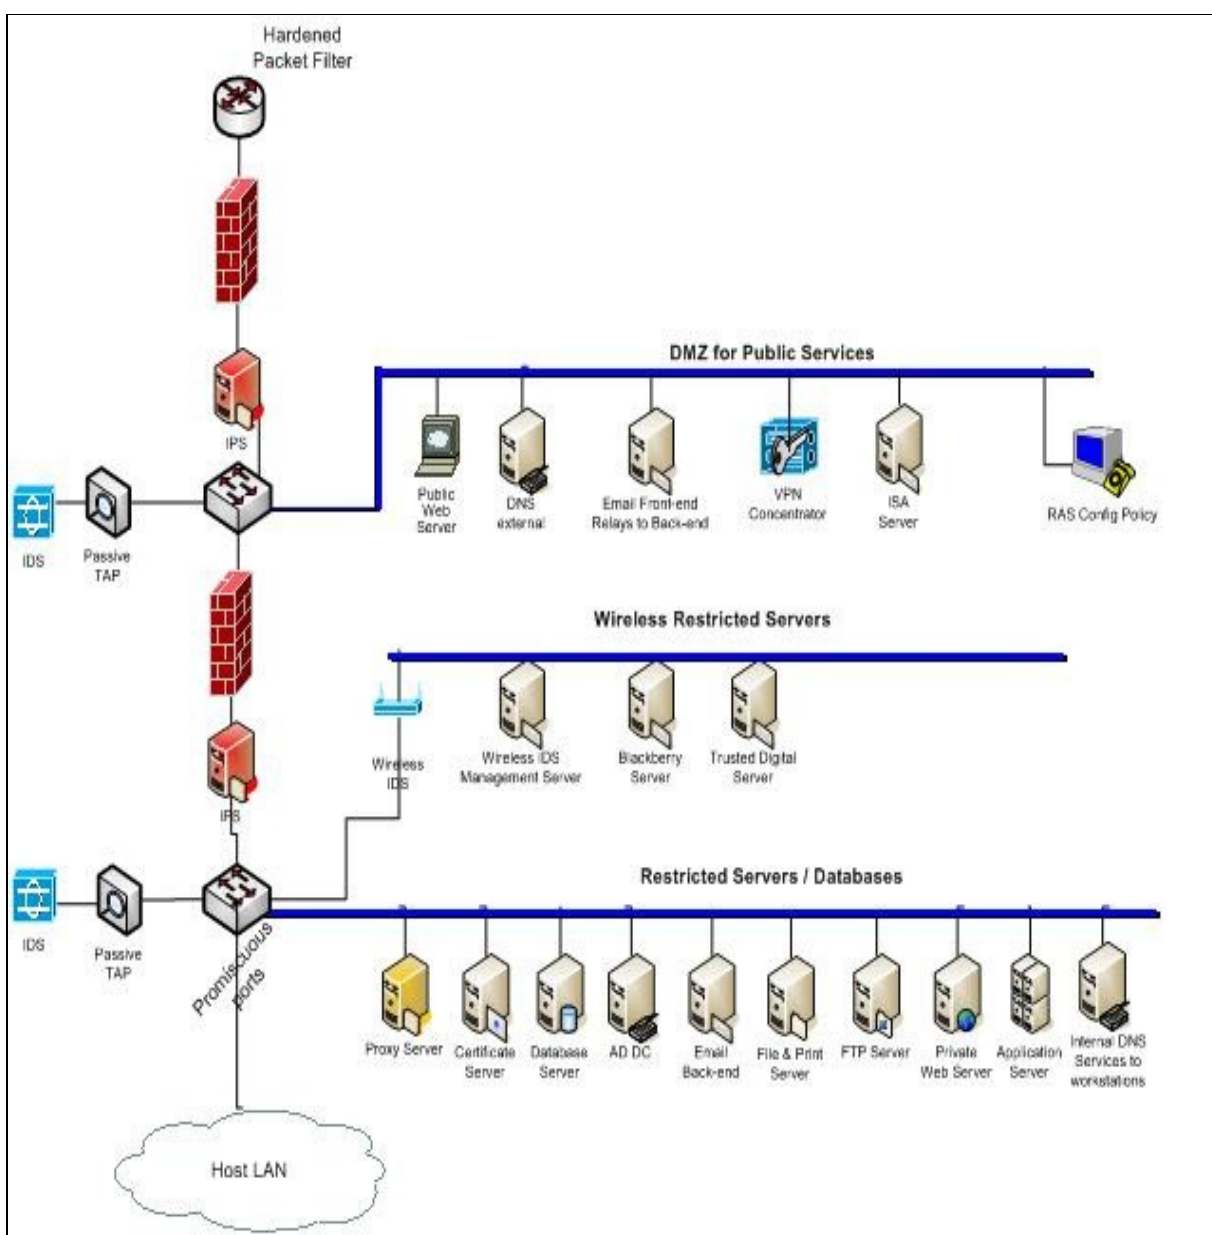 Hardened
Packet Filter
DMZ for Public Services
IPS
Public
Web
Server
DNS
external
Email Front-end
Relays to Back-end
VPN
Concentrator
ISA
Server
RAS Config Policy
IDS
Passive
TAP
Wireless Restricted Servers
Wireless
IDS
Wireless IDS
Management Server
Blackberry
Server
Trusted Digital
Server
IPS
Restricted Servers / Databases
IDS
Passive
TAP
Promiscuous
ports
Proxy Server
Certificate
Server
Database
Server
AD DC
Email
Back-end
File & Print
Server
FTP Server
Private
Web Server
Application
Server
Internal DNS
Services to
workstations
Host LAN